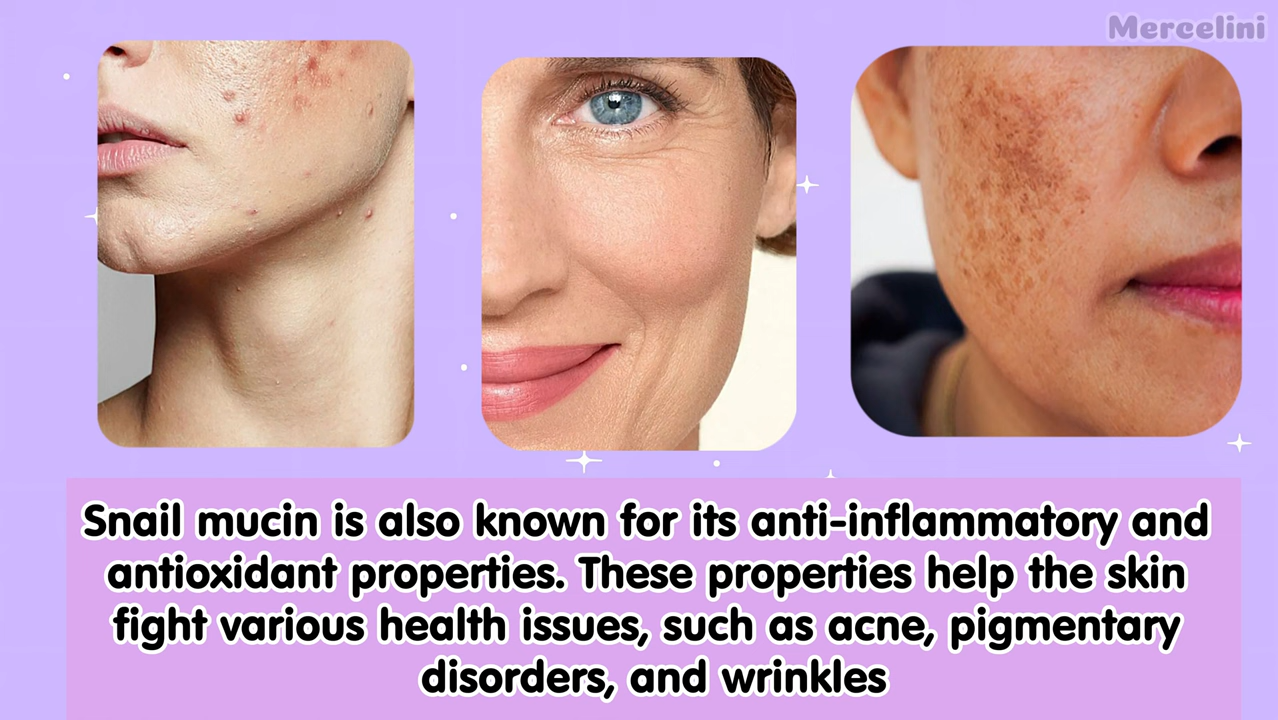 Mercelini
Snail mucin is also known for its anti-inflammatory and
antioxidant properties. These properties help the skin
fight various health issues, such as acne, pigmentary
disorders, and wrinkles